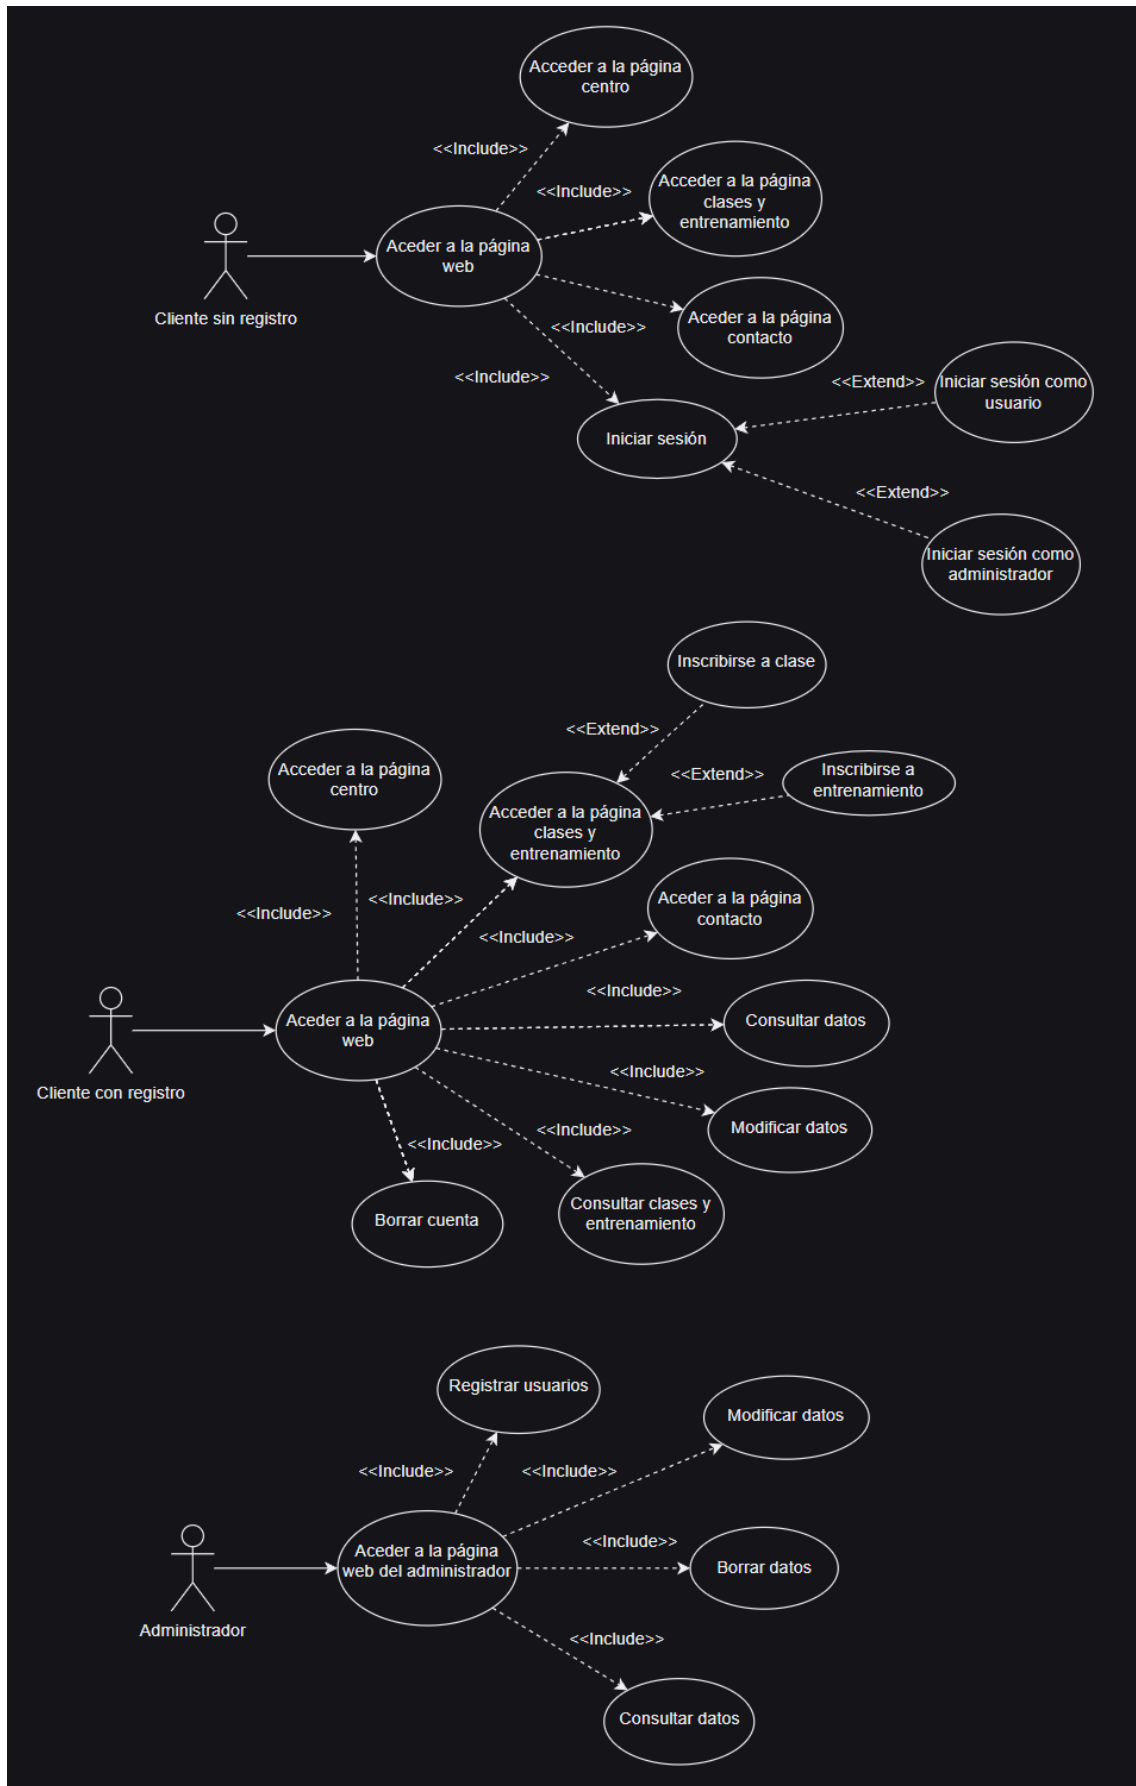 Acceder a la página
centro
<<Include>>
Acceder a la página
clases y
entrenamiento
<<Include>>
Aceder a la página
web
Cliente sin registro
Aceder a la página
contacto
<<Include>>
<<Include>>
Iniciar sesión como
usuario
<<Extend>>
Iniciar sesión
<<Extend>>
Iniciar sesión como
administrador
Inscribirse a clase
<<Extend>>
Acceder a la página
centro
<<Extend>>
Inscribirse a
entrenamiento
Acceder a la página
clases y
entrenamiento
<<Include>>
<<Include>>
Aceder a la página
contacto
<<Include>>
<<Include>>
Aceder a la página
web
Consultar datos
<<Include>>
Cliente con registro
Modificar datos
<<Include>>
<<Include>>
Consultar clases y
entrenamiento
Borrar cuenta
Registrar usuarios
Modificar datos
<<Include>>
<<Include>>
Aceder a la página
web del administrador
<<Include>>
Borrar datos
Administrador
<<Include>>
Consultar datos